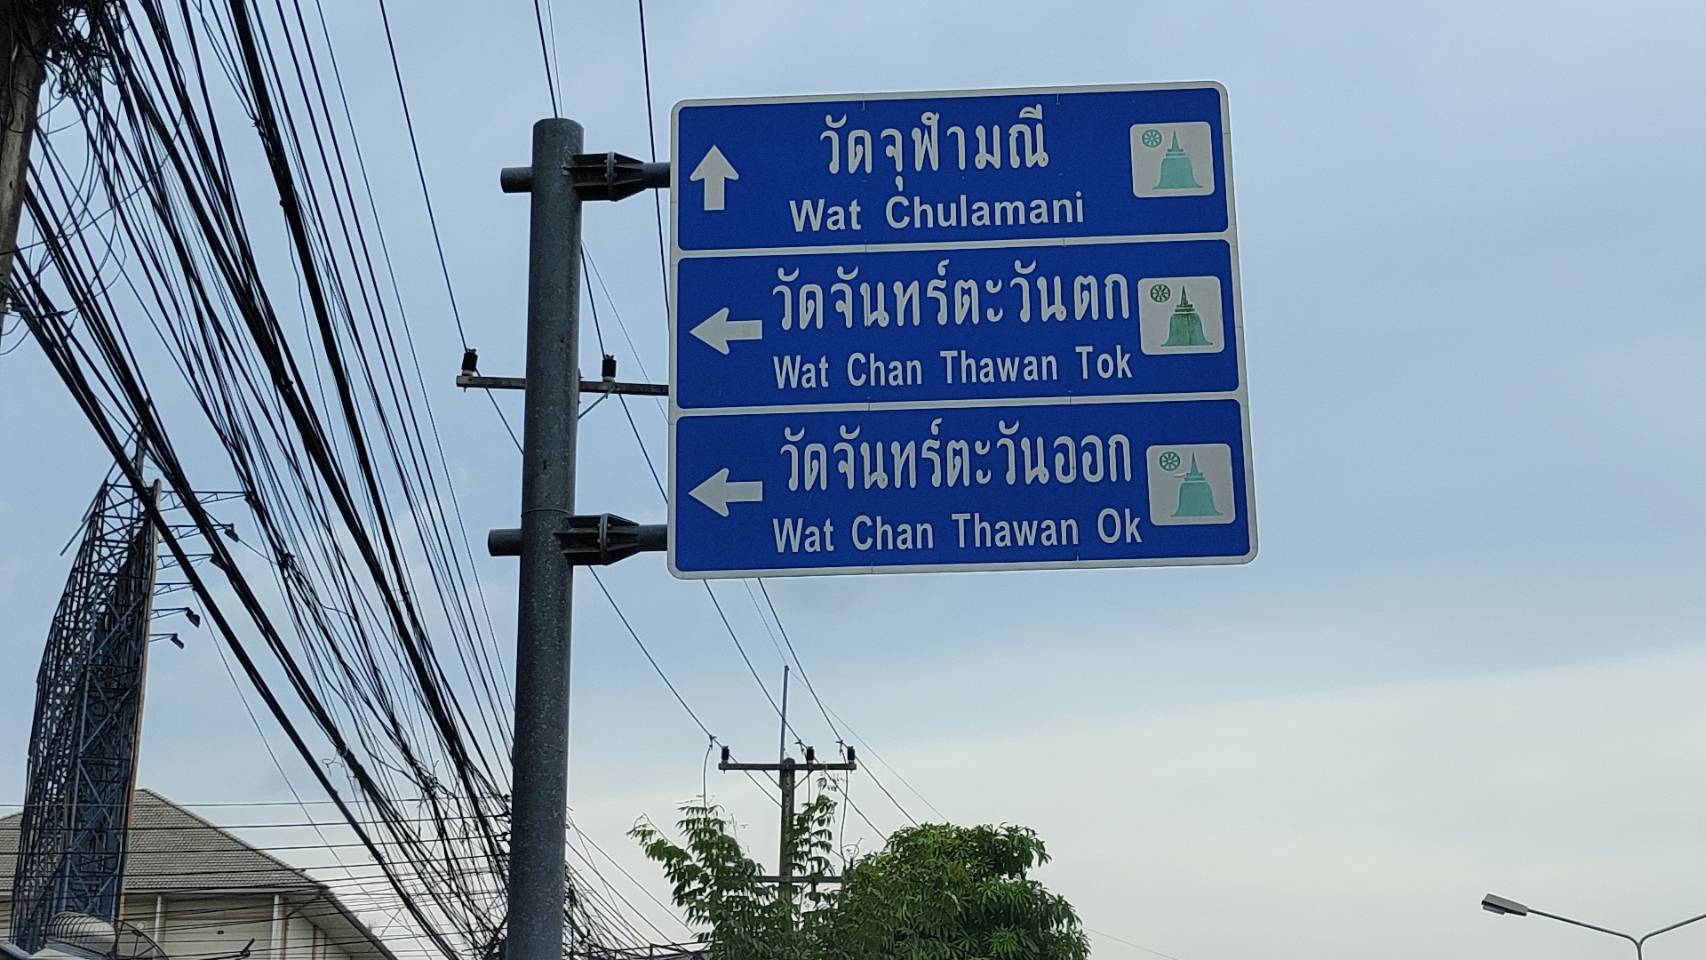 วัดจุฬามณี
Wat Chulamani
วัดจันทร์ตะวันตก
Wat Chan Thawan Tok
วัดจันทร์ตะวันออก
Wat Chan Thawan Ok